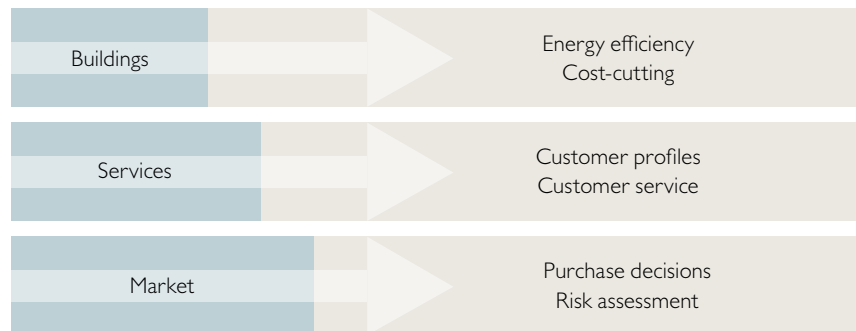 Buildings
Energy efficiency
Cost-cutting
Services
Customer profiles
Customer service
Market
Purchase decisions
Risk assessment